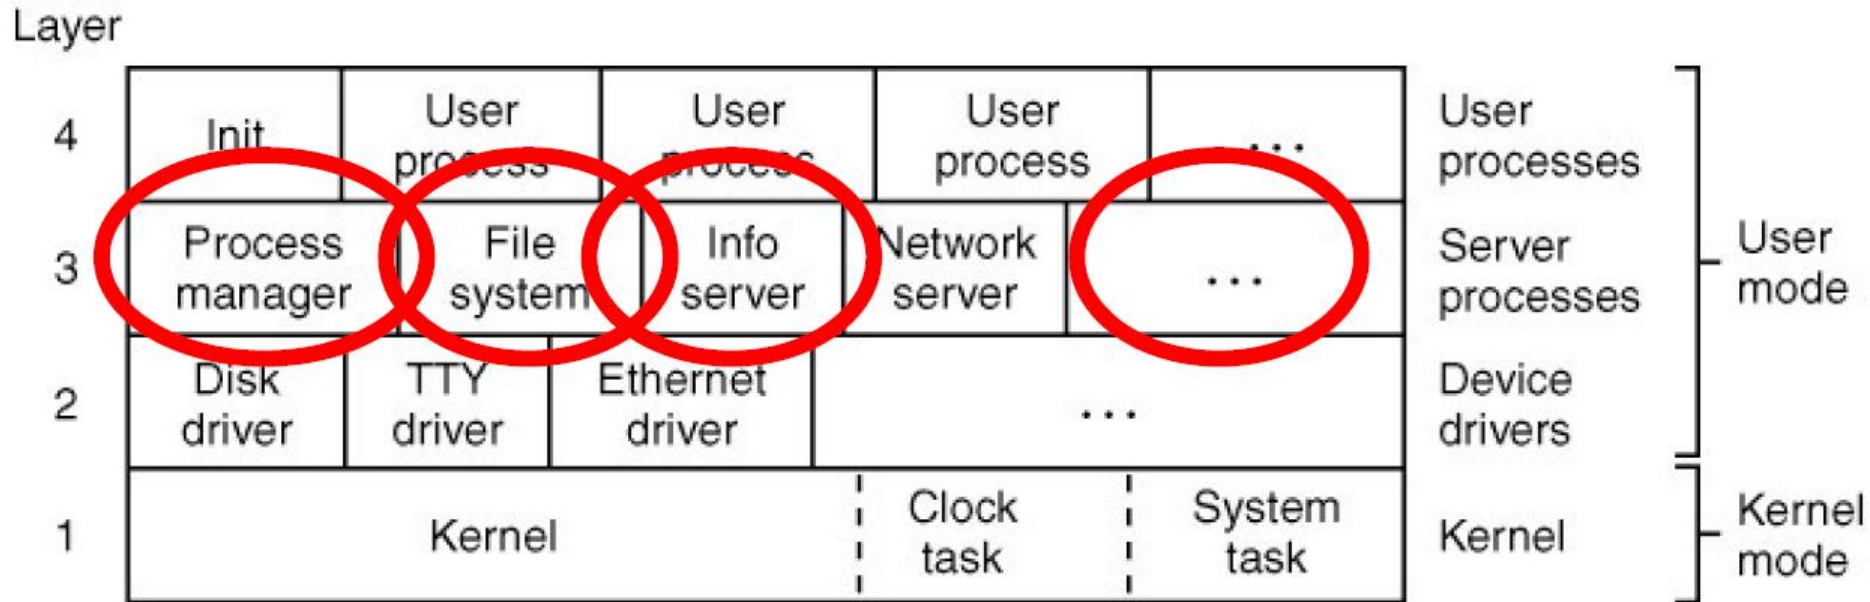 Layer
4
Init
User
process
User
process
User
process
...
User
processes
3
Process
manager
File
system
Info
server
Network
server
...
Server
processes
User
mode
2
Disk
driver
TTY
driver
Ethernet
driver
...
Device
drivers
1
Kernel
Clock
task
System
task
Kernel
Kernel
mode